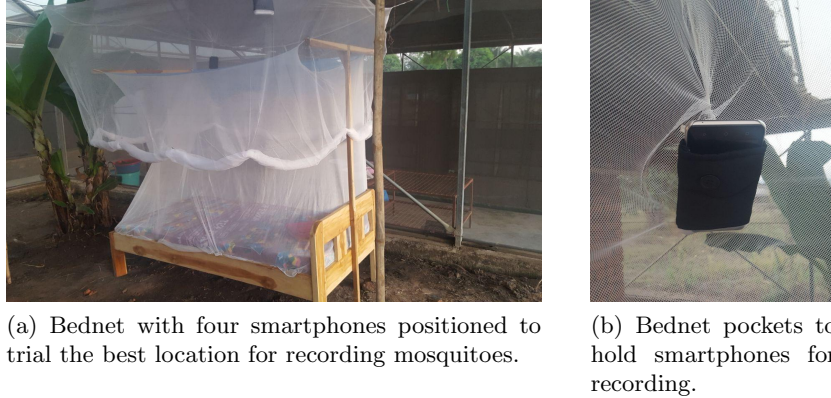 (a) Bednet with four smartphones positioned to
trial the best location for recording mosquitoes.
(b) Bednet pockets to
hold smartphones for
recording.